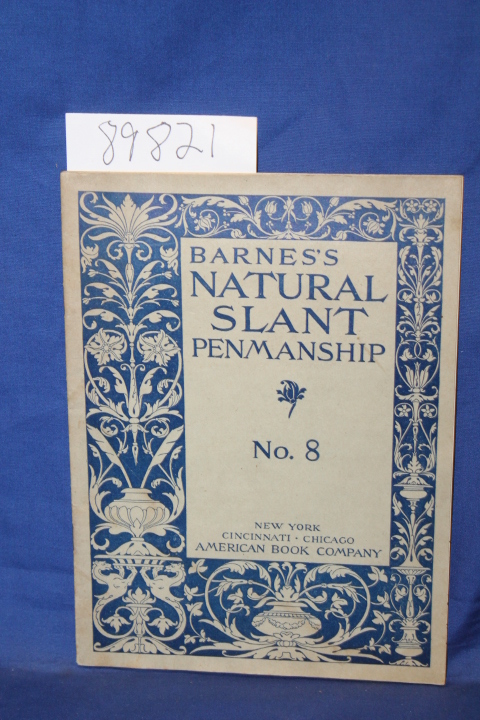 89821
BARNES'S
NATURAL
SLANT
PENMANSHIP
No. 8
NEW YORK
CINCINNATI · CHICAGO
AMERICAN BOOK COMPANY